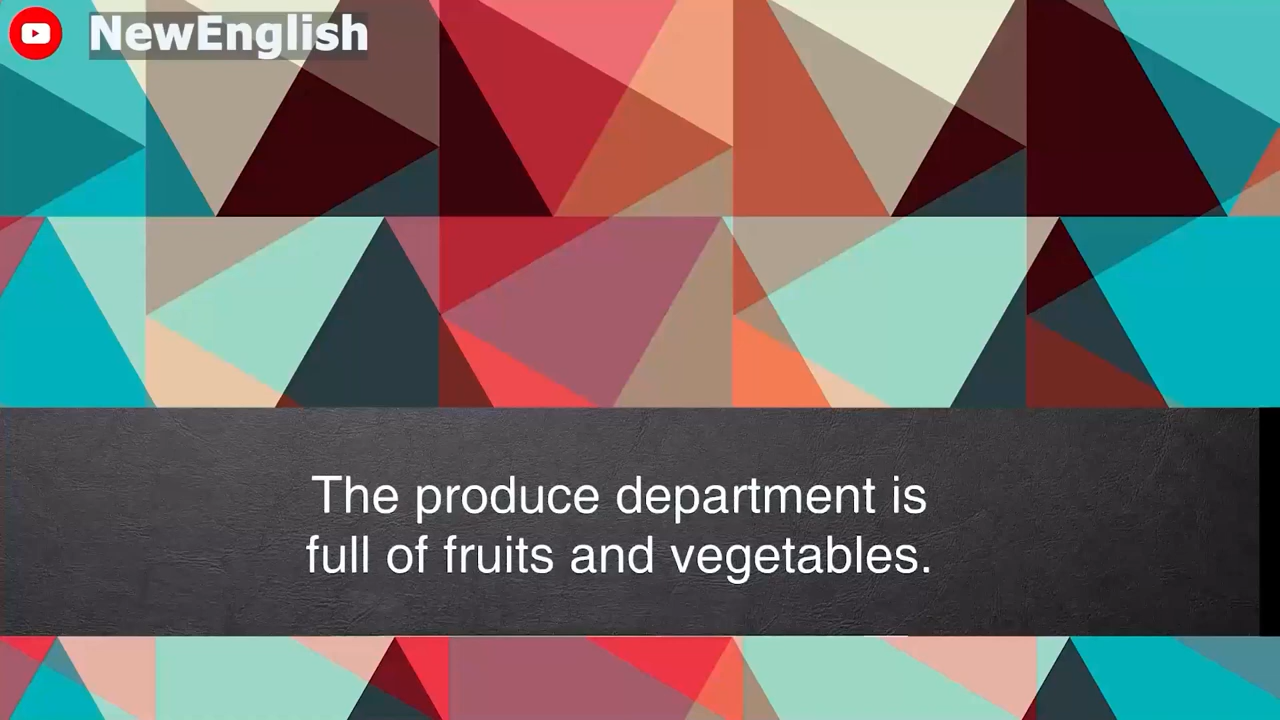 NewEnglish
The produce department is
full of fruits and vegetables.